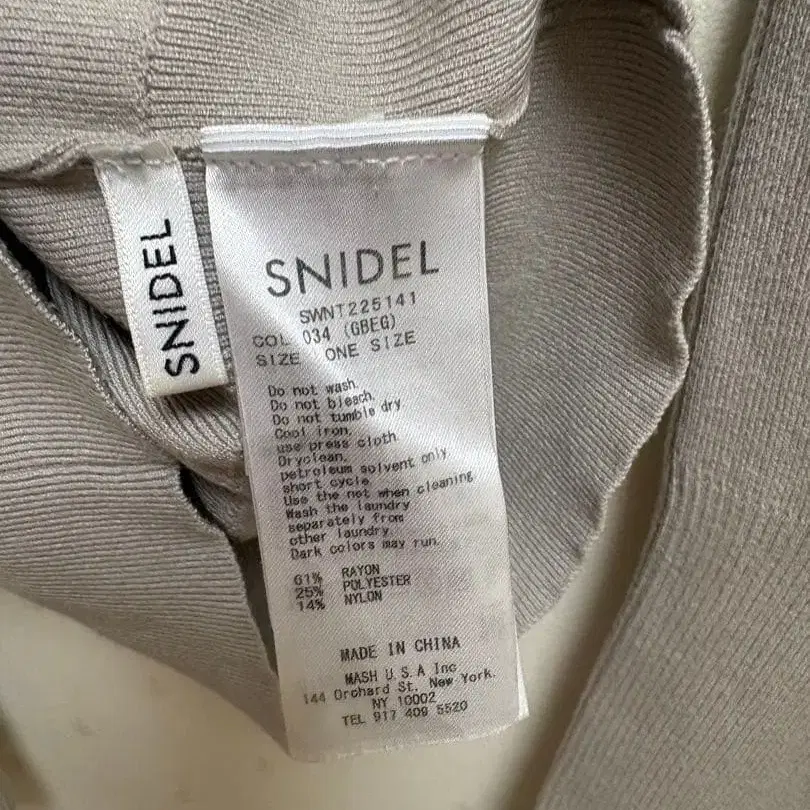 SNIDEL
SNIDEL
SWNT225141
COL 034 (GBEG)
SIZE ONE SIZE
Do not wash.
Do not bleach.
Do not tumble dry
Cool iron.
use press cloth
Dryclean.
petroleum solvent only
short cycle
Use the net when cleaning
Wash the laundry
separately from
other laundry.
Dark colors may run.
61% RAYON
25% POLYESTER
14% NYLON
MADE IN CHINA
MASH U.S.A Inc
144 Orchard St, New York.
NY 10002
TEL 917 409 5520